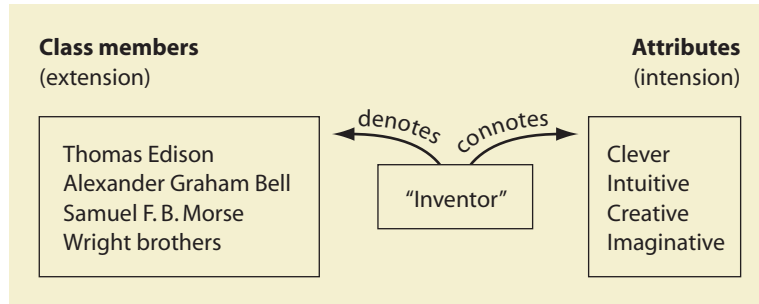 Class members
(extension)
Attributes
(intension)
denotes
connotes
Thomas Edison
Alexander Graham Bell
Samuel F. B. Morse
Wright brothers
“Inventor”
Clever
Intuitive
Creative
Imaginative